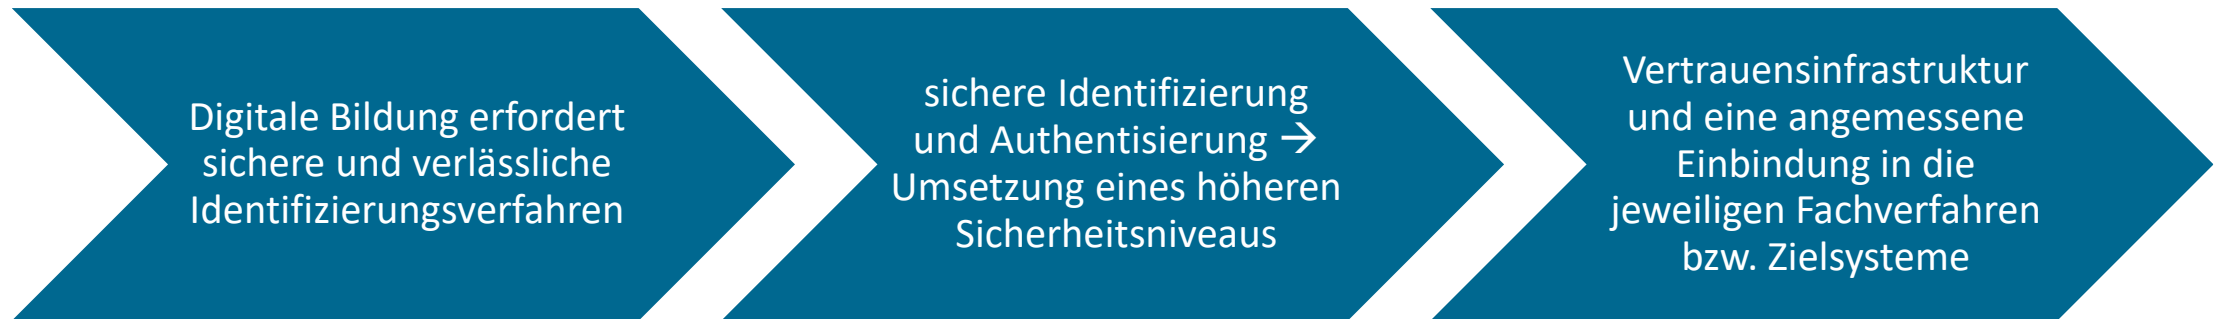 Digitale Bildung erfordert
sichere und verlässliche
Identifizierungsverfahren
sichere Identifizierung
und Authentisierung →
Umsetzung eines höheren
Sicherheitsniveaus
Vertrauensinfrastruktur
und eine angemessene
Einbindung in die
jeweiligen Fachverfahren
bzw. Zielsysteme